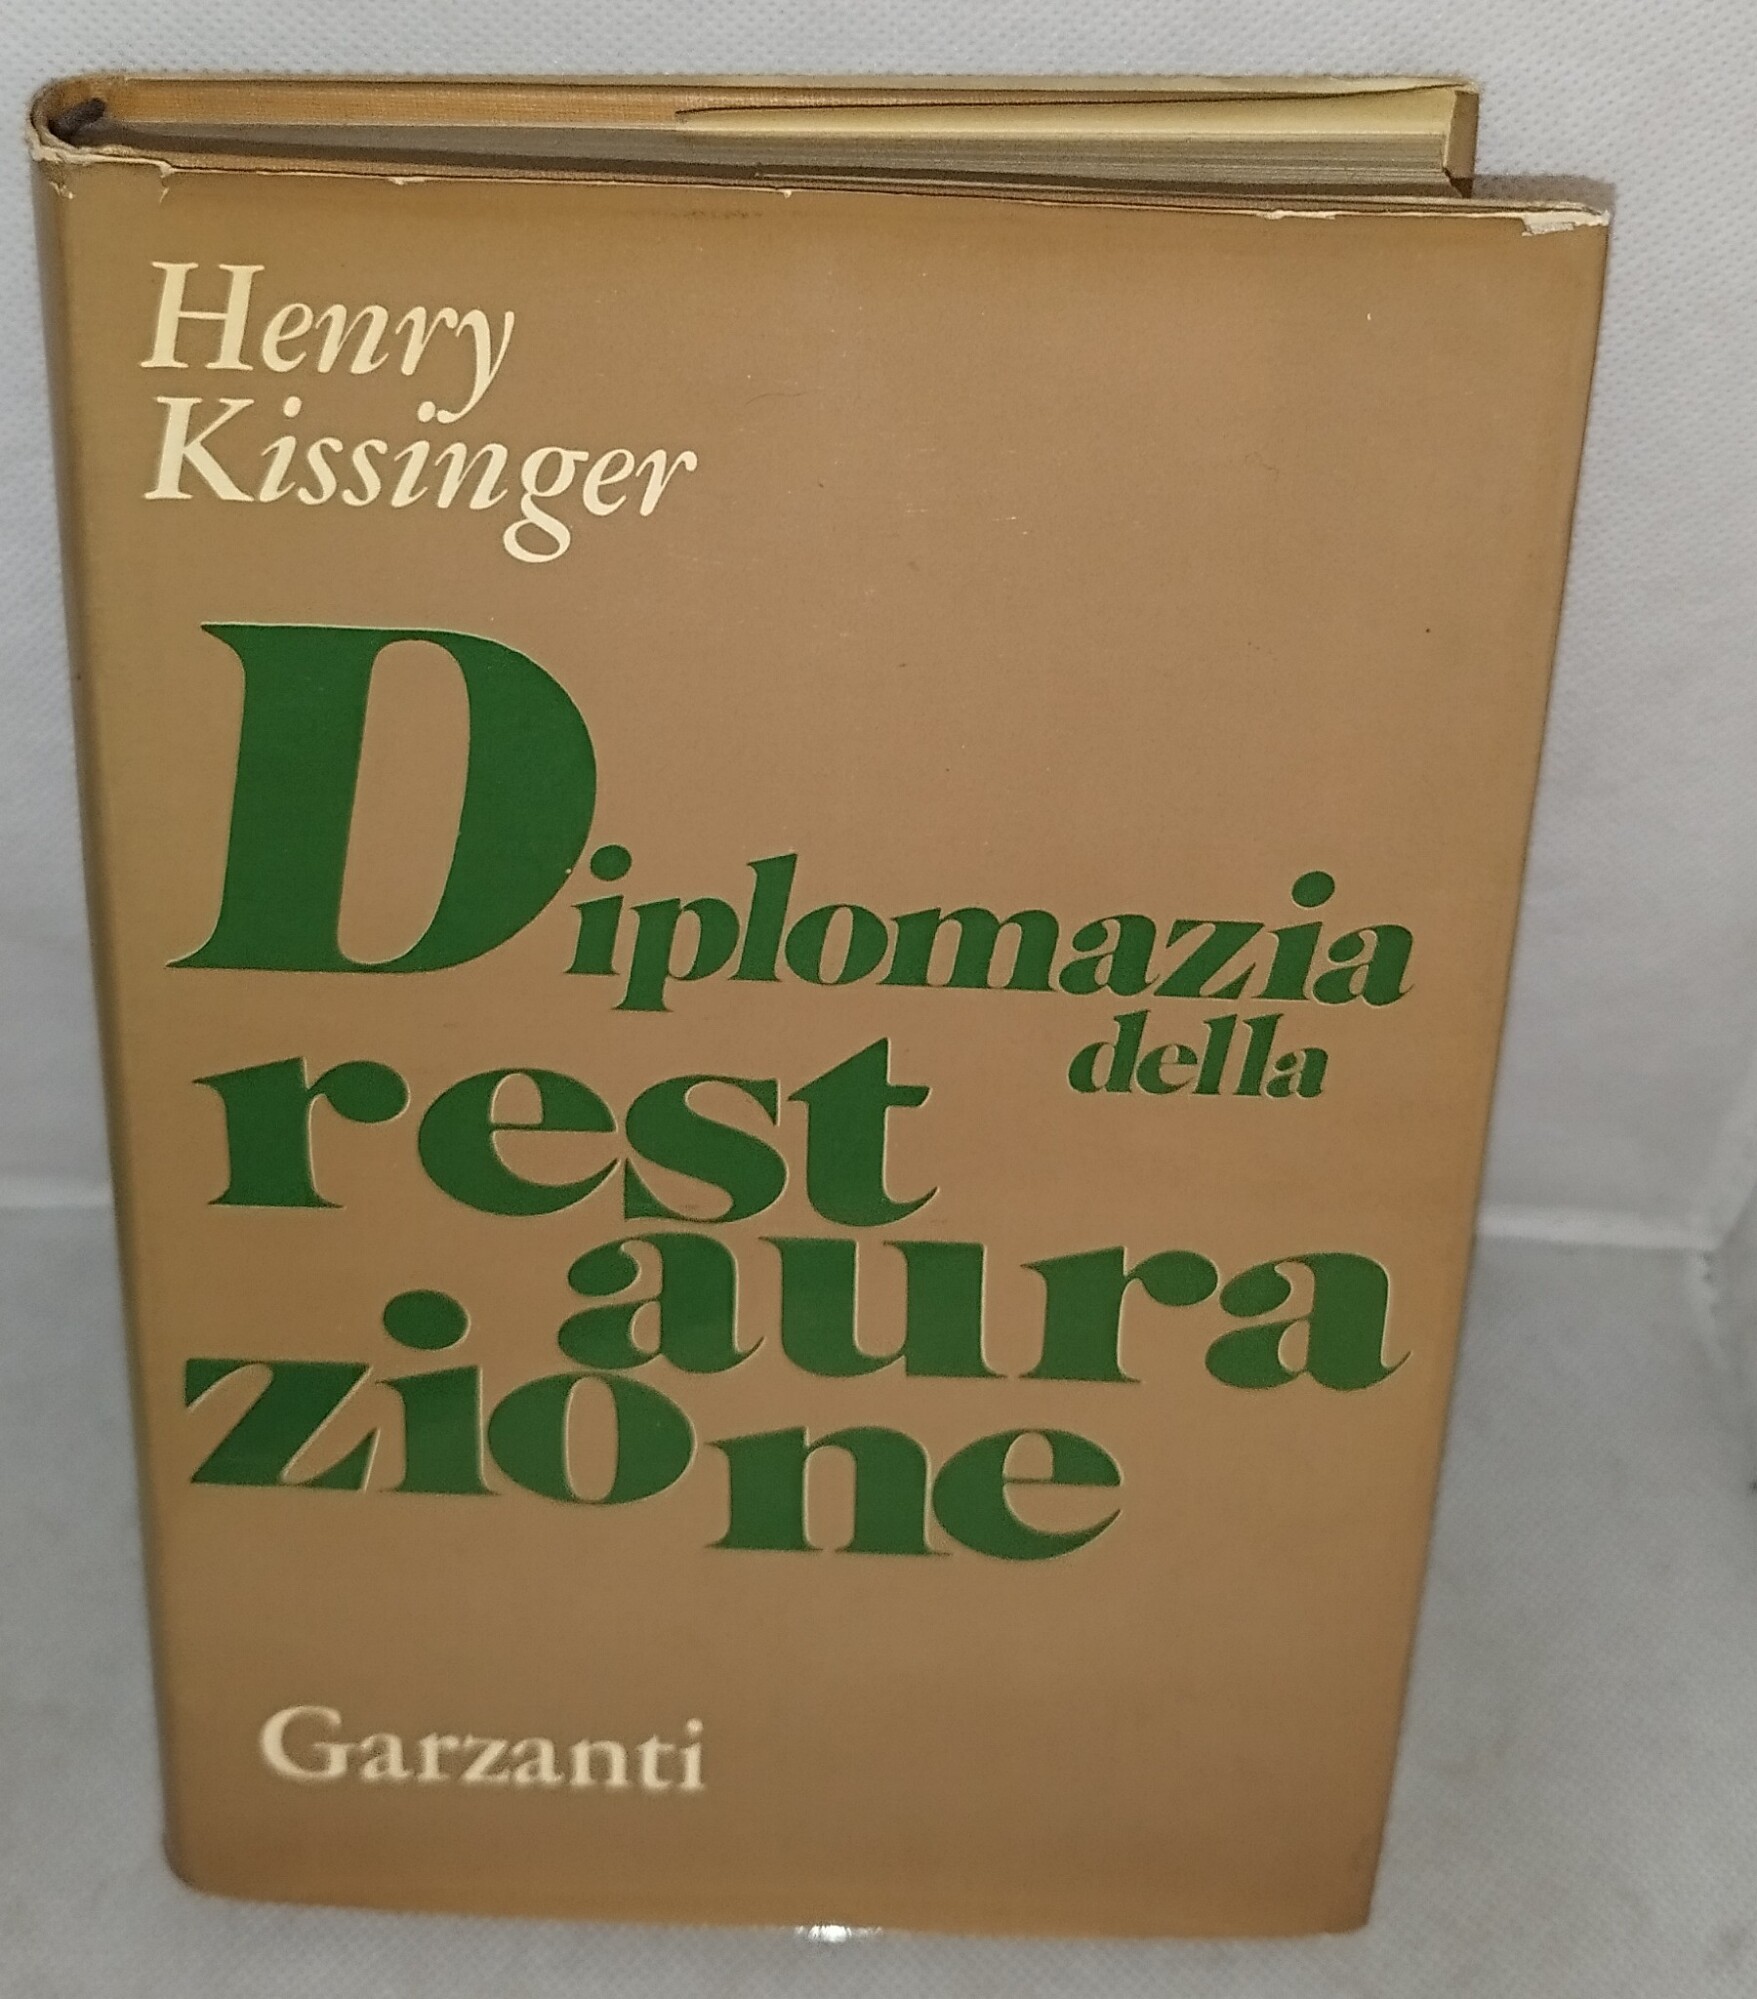 Henry
Kissinger
Diplomazia
della
rest
aura
zione
Garzanti